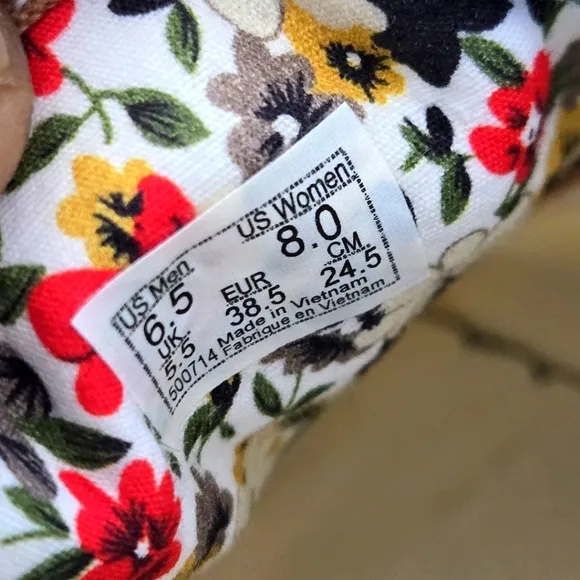 US Men US Women
6.5 8.0
UK EUR CM
5.5 38.5 24.5
500714 Made in Vietnam
Fabrique en Vietnam